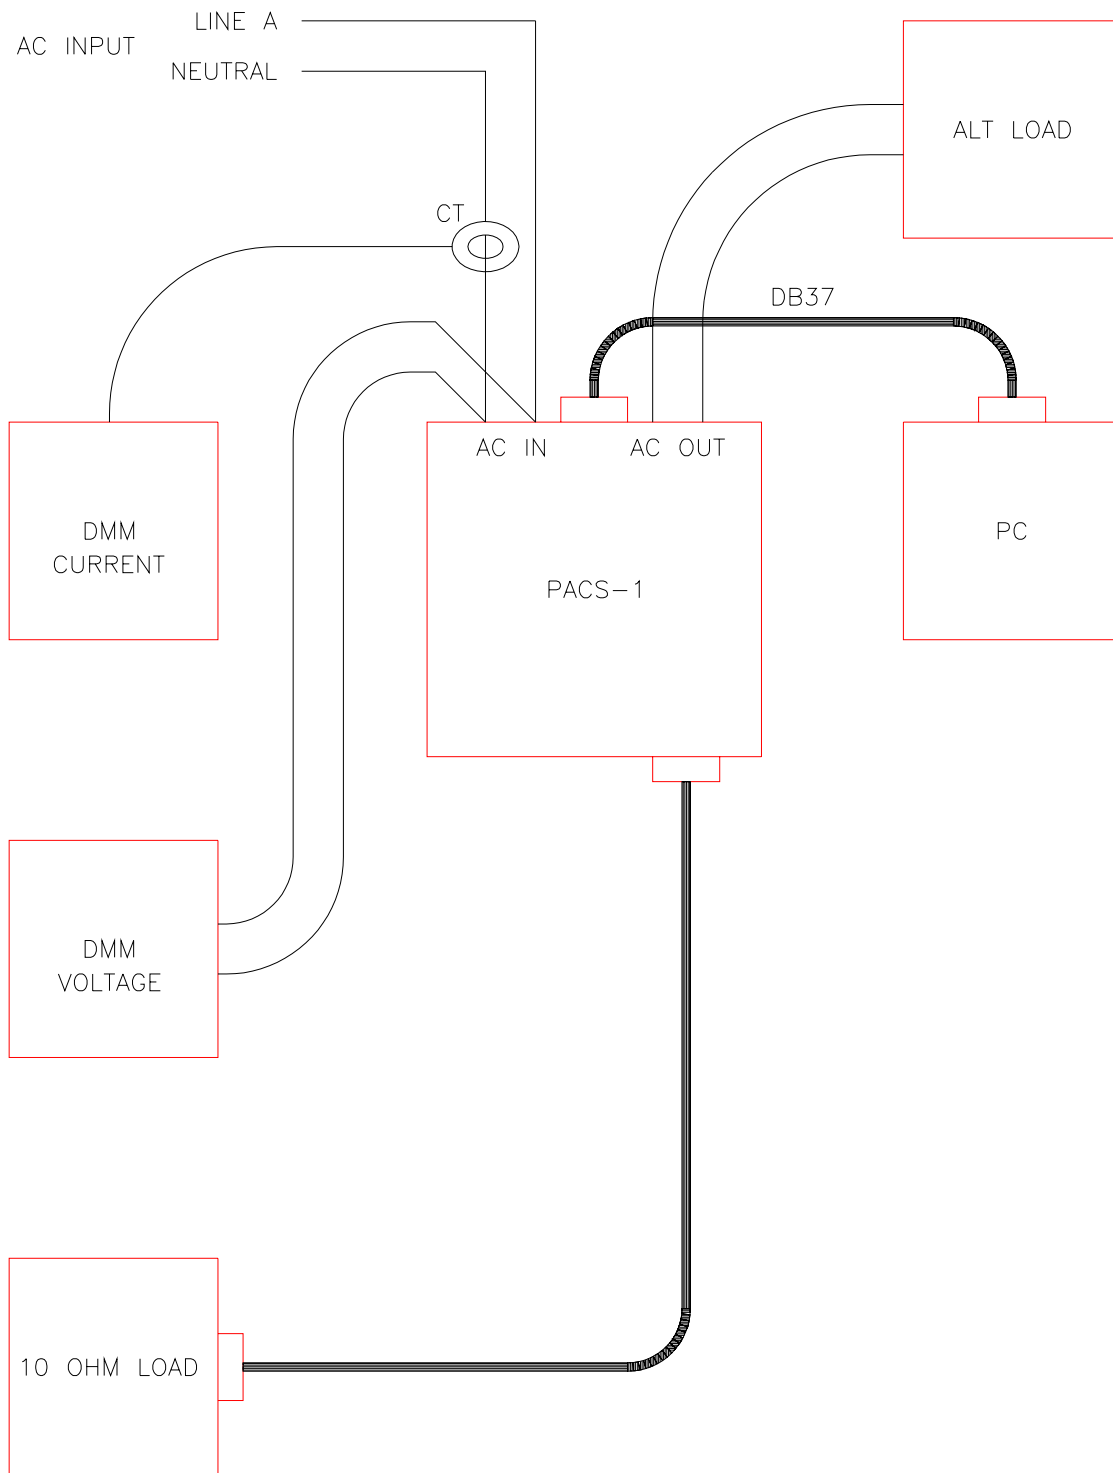 LINE A
AC INPUT
NEUTRAL
ALT LOAD
CT
DB37
AC IN
AC OUT
DMM
CURRENT
PACS-1
PC
DMM
VOLTAGE
10 OHM LOAD